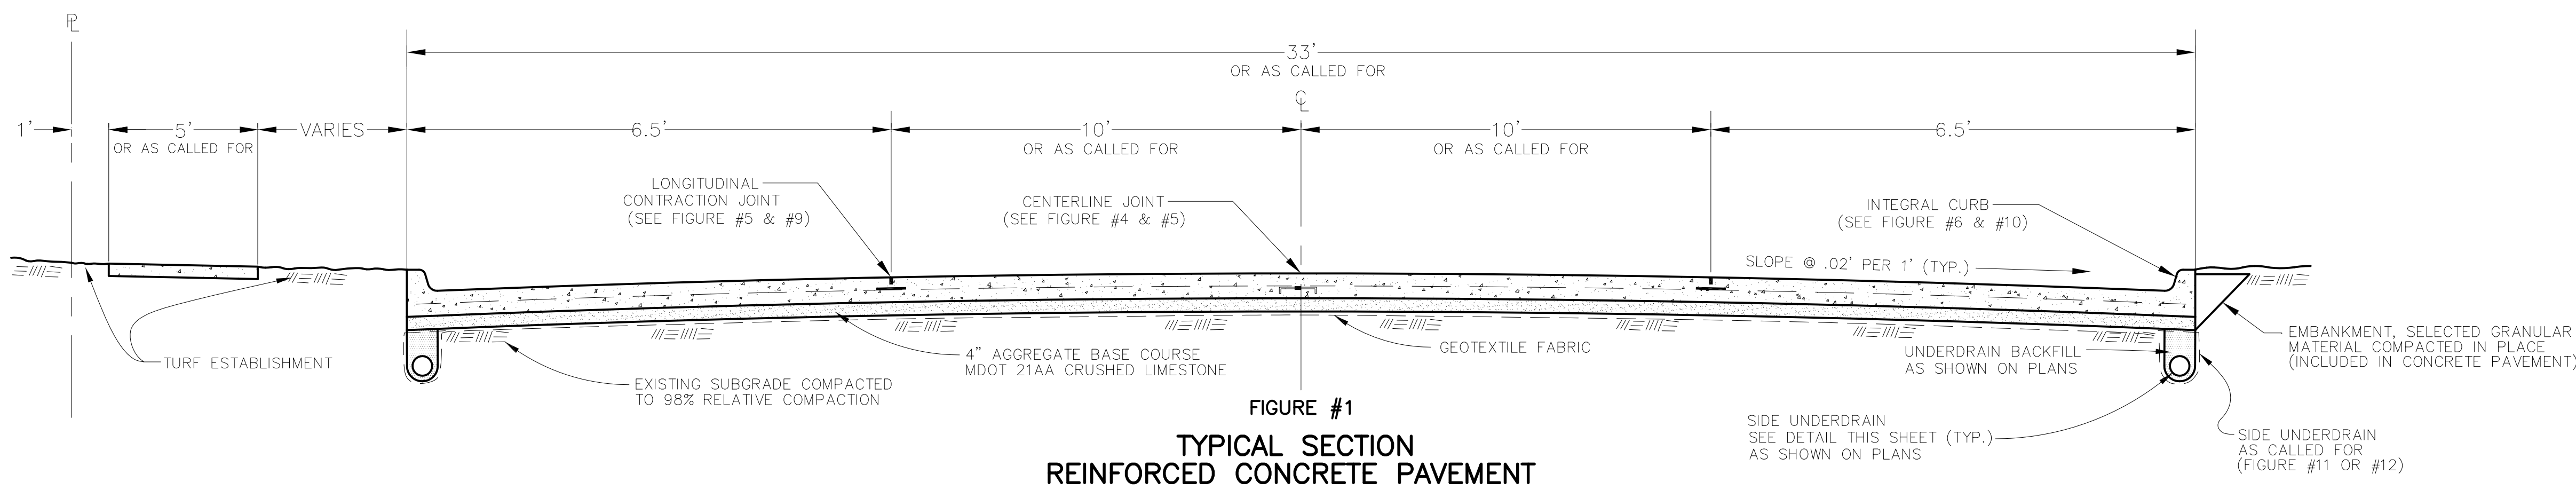 P
L
33'
OR AS CALLED FOR
C
L
1'
5'
OR AS CALLED FOR
VARIES
6.5'
10'
OR AS CALLED FOR
10'
OR AS CALLED FOR
6.5'
LONGITUDINAL
CONTRACTION JOINT
(SEE FIGURE #5 & #9)
CENTERLINE JOINT
(SEE FIGURE #4 & #5)
INTEGRAL CURB
(SEE FIGURE #6 & #10)
SLOPE @ .02' PER 1' (TYP.)
TURF ESTABLISHMENT
EXISTING SUBGRADE COMPACTED
TO 98% RELATIVE COMPACTION
4" AGGREGATE BASE COURSE
MDOT 21AA CRUSHED LIMESTONE
GEOTEXTILE FABRIC
UNDERDRAIN BACKFILL
AS SHOWN ON PLANS
EMBANKMENT, SELECTED GRANULAR
MATERIAL COMPACTED IN PLACE
(INCLUDED IN CONCRETE PAVEMENT)
SIDE UNDERDRAIN
SEE DETAIL THIS SHEET (TYP.)
AS SHOWN ON PLANS
SIDE UNDERDRAIN
AS CALLED FOR
(FIGURE #11 OR #12)
FIGURE #1
TYPICAL SECTION
REINFORCED CONCRETE PAVEMENT